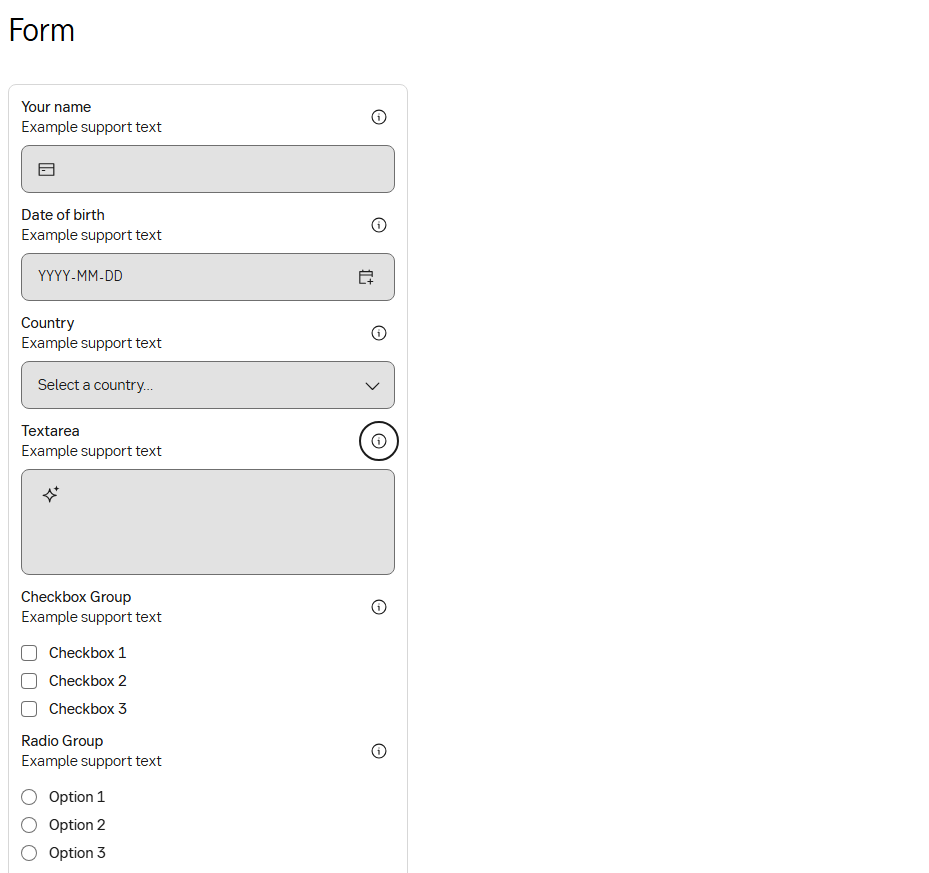 Form
Your name
Example support text
Date of birth
Example support text
YYYY-MM-DD
Country
Example support text
Select a country...
Textarea
Example support text
Checkbox Group
Example support text
Checkbox 1
Checkbox 2
Checkbox 3
Radio Group
Example support text
Option 1
Option 2
Option 3